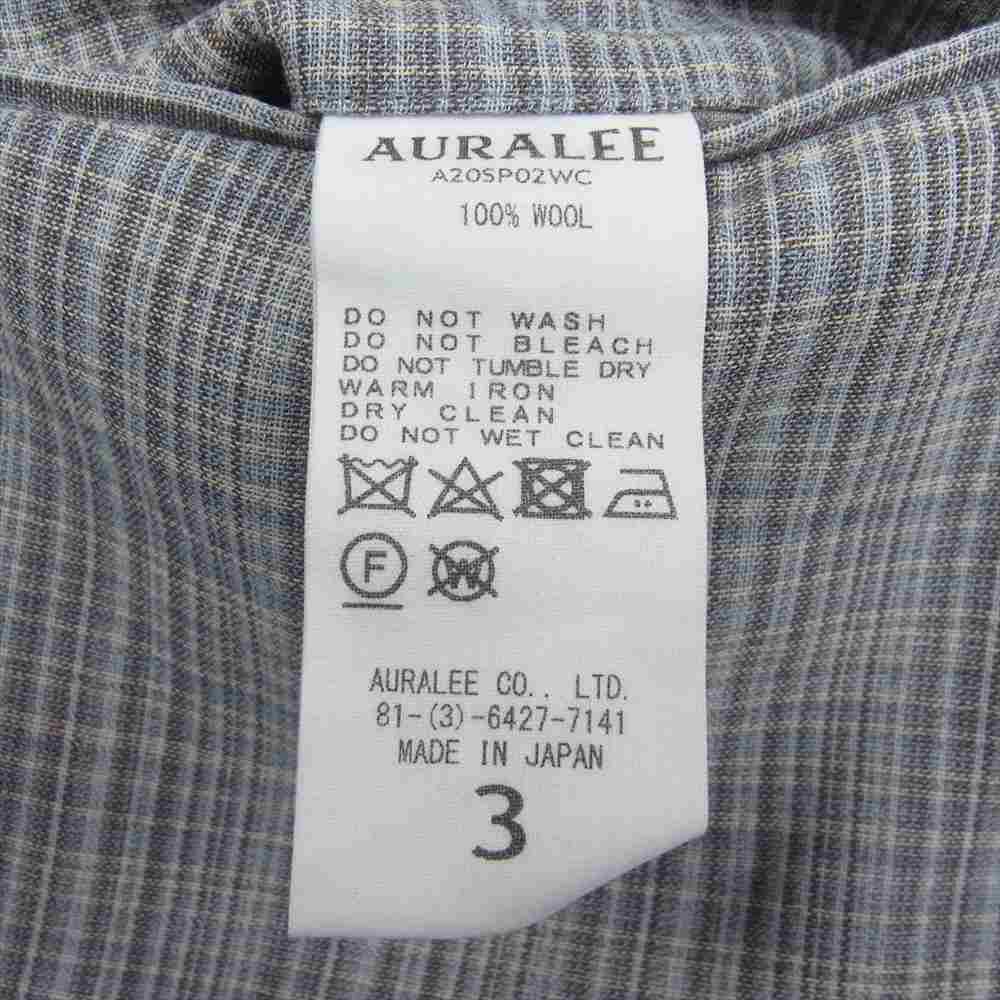 AURALEE
A20SP02WC
100% WOOL
DO NOT WASH
DO NOT BLEACH
DO NOT TUMBLE DRY
WARM IRON
DRY CLEAN
DO NOT WET CLEAN
F W
AURALEE CO., LTD.
81-(3)-6427-7141
MADE IN JAPAN
3